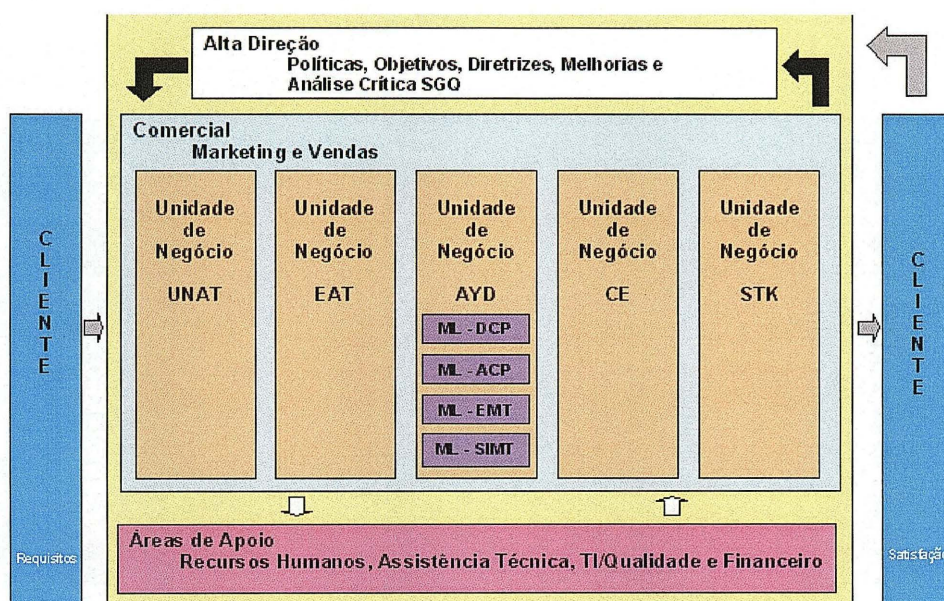 Alta Direção
Políticas, Objetivos, Diretrizes, Melhorias e
Análise Crítica SGQ
CLIENTE
Requisitos
Comercial
Marketing e Vendas
Unidade
de
Negócio
UNAT
Unidade
de
Negócio
EAT
Unidade
de
Negócio
AYD
ML - DCP
ML - ACP
ML - EMT
ML - SIMT
Unidade
de
Negócio
CE
Unidade
de
Negócio
STK
Áreas de Apoio
Recursos Humanos, Assistência Técnica, TI/Qualidade e Financeiro
CLIENTE
Satisfação